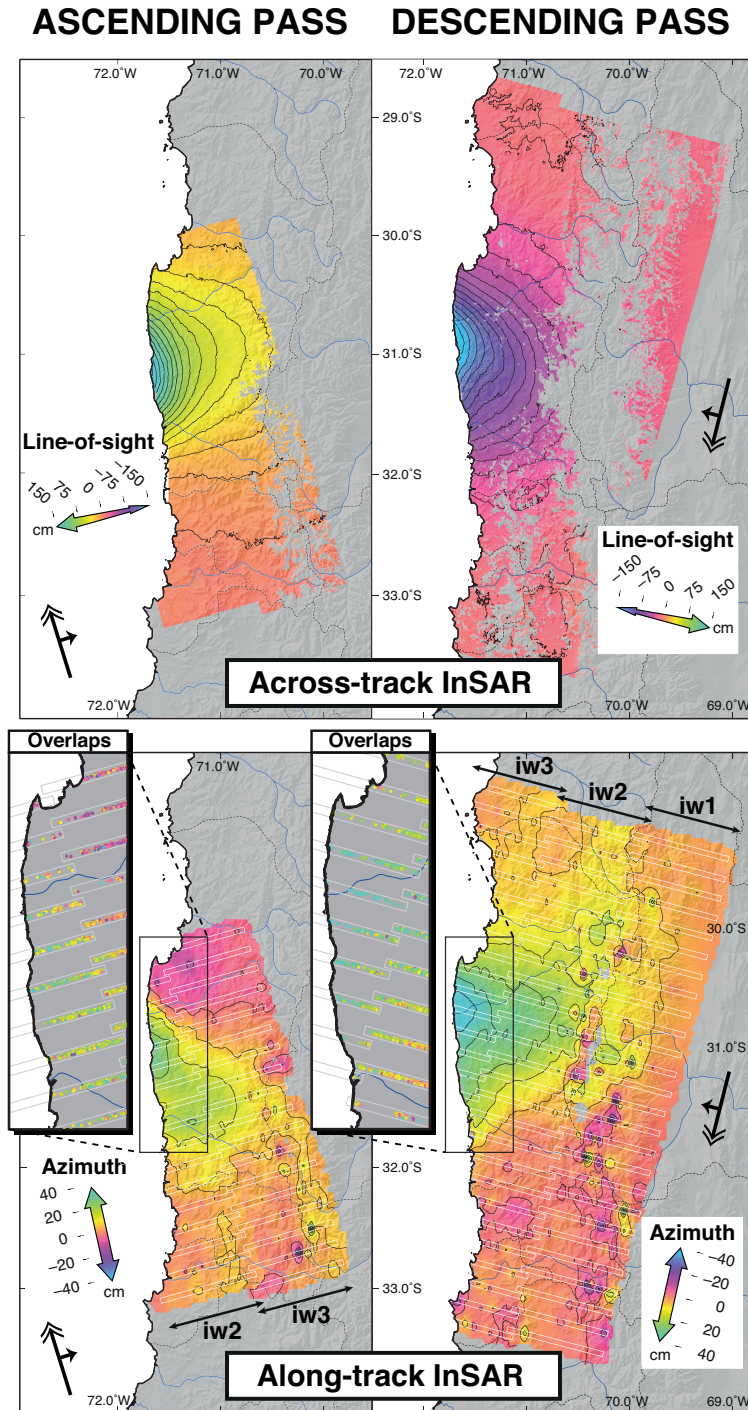 ASCENDING PASS
DESCENDING PASS
72.0˚W
71.0˚W
70.0˚W
72.0˚W
71.0˚W
70.0˚W
29.0˚S
30.0˚S
31.0˚S
32.0˚S
33.0˚S
Line-of-sight
150
75
0
−75
−150
cm
Line-of-sight
−150
−75
0
75
150
cm
72.0˚W
70.0˚W
69.0˚W
Across-track InSAR
Overlaps
71.0˚W
Overlaps
iw3
iw2
iw1
30.0˚S
31.0˚S
32.0˚S
33.0˚S
Azimuth
40
20
0
−20
−40
cm
Azimuth
−40
−20
0
20
40
cm
iw2
iw3
72.0˚W
70.0˚W
69.0˚W
Along-track InSAR